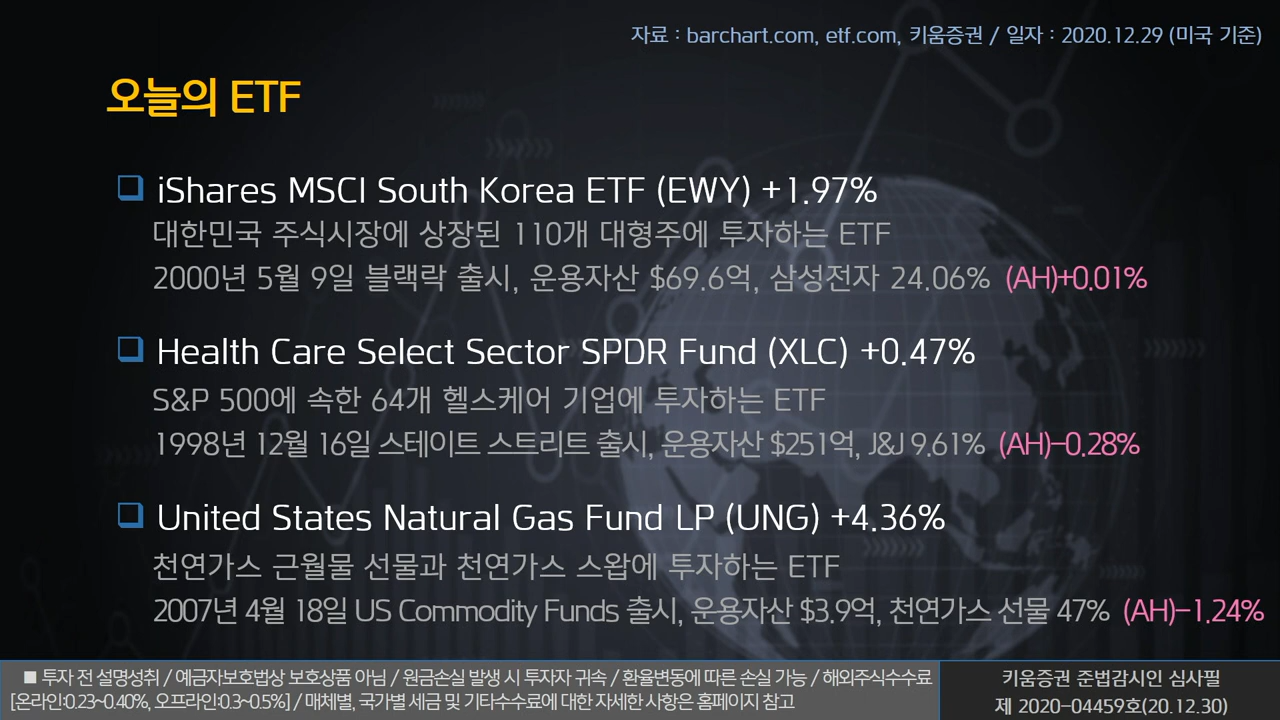 자료 : barchart.com, etf.com, 키움증권 / 일자 : 2020.12.29 (미국 기준)
오늘의 ETF
iShares MSCI South Korea ETF (EWY) +1.97%
대한민국 주식시장에 상장된 110개 대형주에 투자하는 ETF
2000년 5월 9일 블랙락 출시, 운용자산 $69.6억, 삼성전자 24.06% (AH)+0.01%
Health Care Select Sector SPDR Fund (XLC) +0.47%
S&P 500에 속한 64개 헬스케어 기업에 투자하는 ETF
1998년 12월 16일 스테이트 스트리트 출시, 운용자산 $251억, J&J 9.61% (AH)-0.28%
United States Natural Gas Fund LP (UNG) +4.36%
천연가스 근월물 선물과 천연가스 스왑에 투자하는 ETF
2007년 4월 18일 US Commodity Funds 출시, 운용자산 $3.9억, 천연가스 선물 47% (AH)-1.24%
■ 투자 전 설명성취 / 예금자보호법상 보호상품 아님 / 원금손실 발생 시 투자자 귀속 / 환율변동에 따른 손실 가능 / 해외주식수수료
[온라인:0.23~0.40%, 오프라인:0.3~0.5%] / 매체별, 국가별 세금 및 기타수수료에 대한 자세한 사항은 홈페이지 참고
키움증권 준법감시인 심사필
제 2020-04459호(20.12.30)